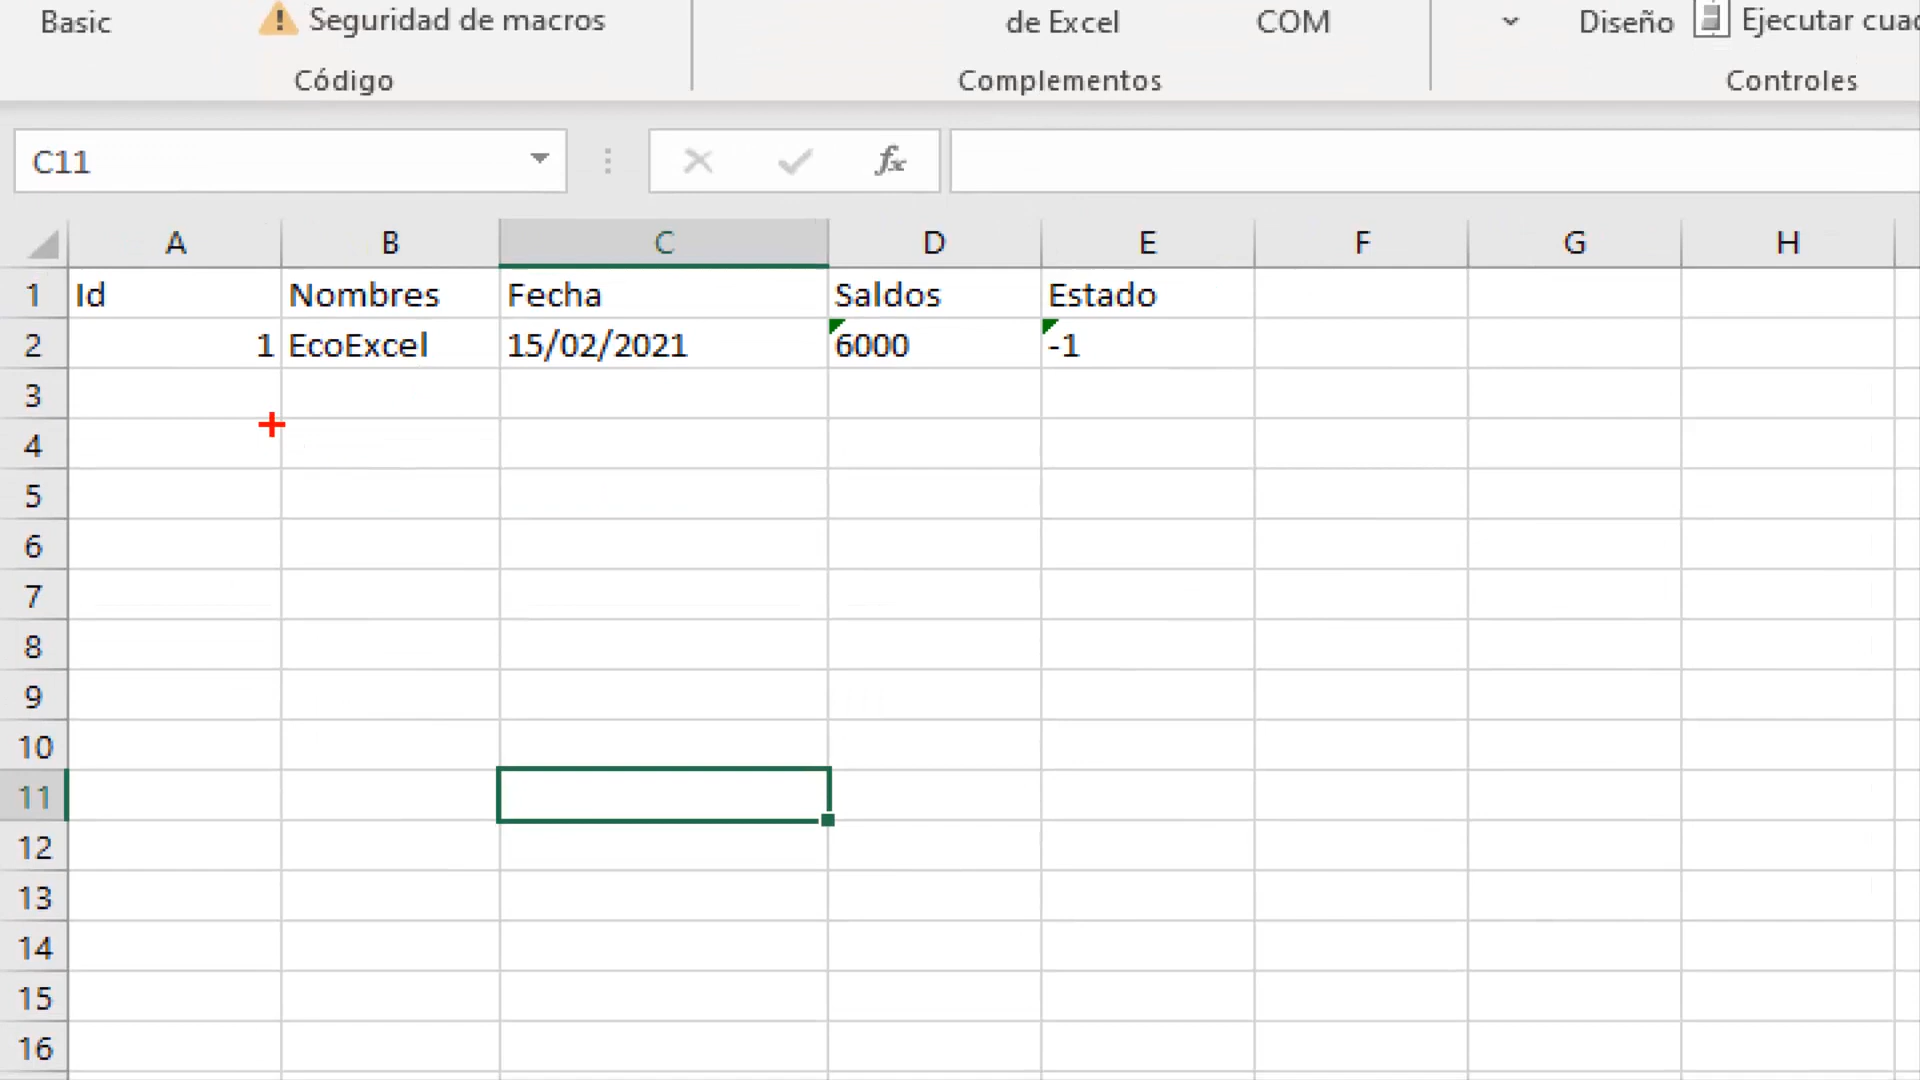 Basic Seguridad de macros de Excel COM Diseño Ejecutar cuad
Código Complementos Controles
C11 fx
A B C D E F G H
1 Id Nombres Fecha Saldos Estado
2 1 EcoExcel 15/02/2021 6000 -1
3
4
5
6
7
8
9
10
11
12
13
14
15
16